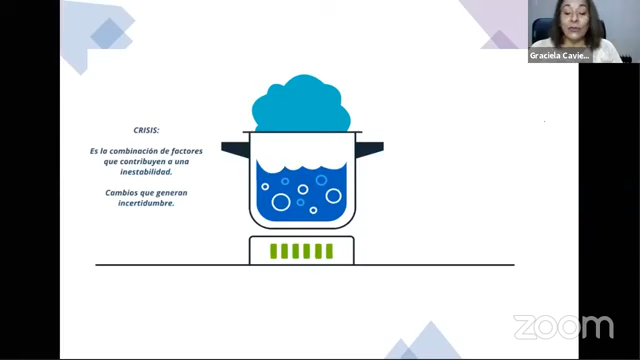 Graciela Cavie...
CRISIS:
Es la combinación de factores
que contribuyen a una
inestabilidad.
Cambios que generan
incertidumbre.
zoom